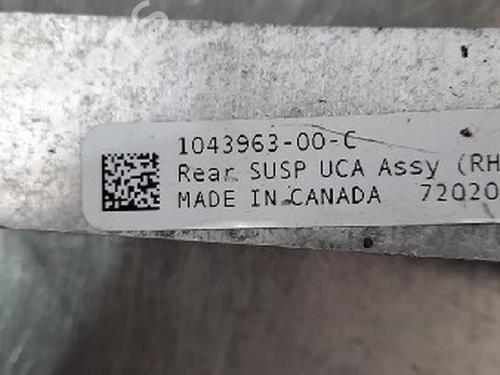 1043963-00-C
Rear SUSP UCA Assy (RH
MADE IN CANADA 72020